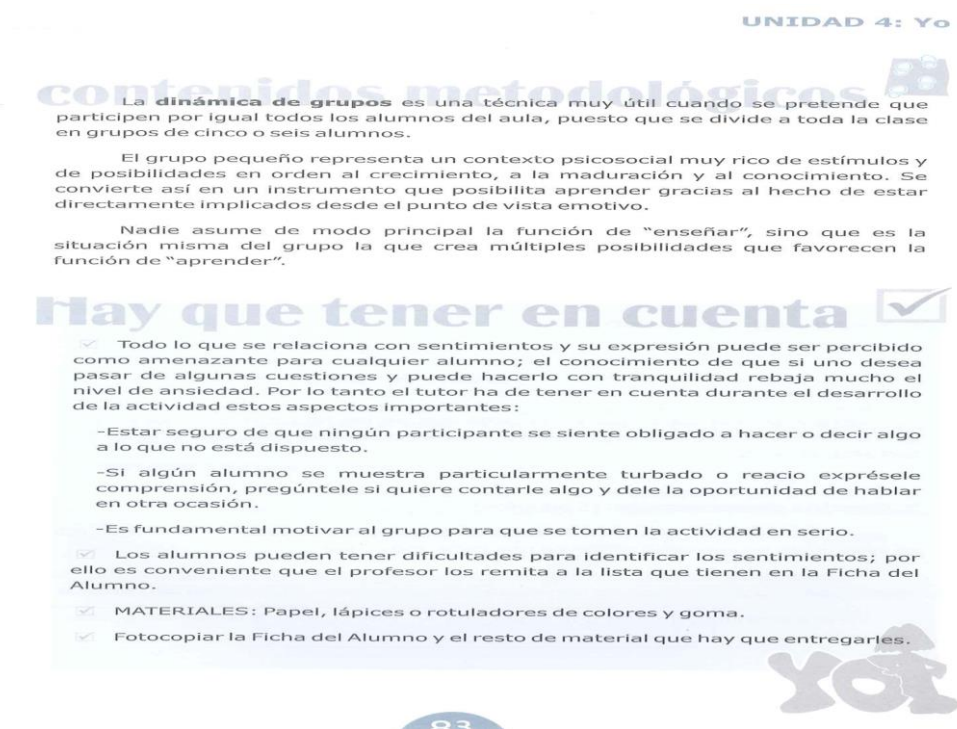 UNIDAD 4: Yo
contenidos metodológicos
La dinámica de grupos es una técnica muy útil cuando se pretende que
participen por igual todos los alumnos del aula, puesto que se divide a toda la clase
en grupos de cinco o seis alumnos.
El grupo pequeño representa un contexto psicosocial muy rico de estímulos y
de posibilidades en orden al crecimiento, a la maduración y al conocimiento. Se
convierte así en un instrumento que posibilita aprender gracias al hecho de estar
directamente implicados desde el punto de vista emotivo.
Nadie asume de modo principal la función de “enseñar”, sino que es la
situación misma del grupo la que crea múltiples posibilidades que favorecen la
función de “aprender”.
Hay que tener en cuenta
Todo lo que se relaciona con sentimientos y su expresión puede ser percibido
como amenazante para cualquier alumno; el conocimiento de que si uno desea
pasar de algunas cuestiones y puede hacerlo con tranquilidad rebaja mucho el
nivel de ansiedad. Por lo tanto el tutor ha de tener en cuenta durante el desarrollo
de la actividad estos aspectos importantes:
-Estar seguro de que ningún participante se siente obligado a hacer o decir algo
a lo que no está dispuesto.
-Si algún alumno se muestra particularmente turbado o reacio exprésele
comprensión, pregúntele si quiere contarle algo y dele la oportunidad de hablar
en otra ocasión.
-Es fundamental motivar al grupo para que se tomen la actividad en serio.
Los alumnos pueden tener dificultades para identificar los sentimientos; por
ello es conveniente que el profesor los remita a la lista que tienen en la Ficha del
Alumno.
MATERIALES: Papel, lápices o rotuladores de colores y goma.
Fotocopiar la Ficha del Alumno y el resto de material que hay que entregarles.
YO
83